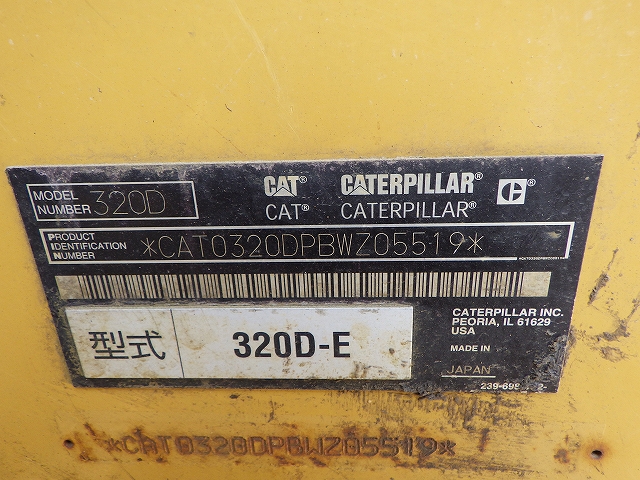 MODEL NUMBER 320D
CAT® CATERPILLAR® C®
CAT® CATERPILLAR®
PRODUCT IDENTIFICATION NUMBER *CAT0320DPBWZ05519*
型式 320D-E
CATERPILLAR INC.
PEORIA, IL 61629
USA
MADE IN
JAPAN
*CAT0320DPBWZ05519*